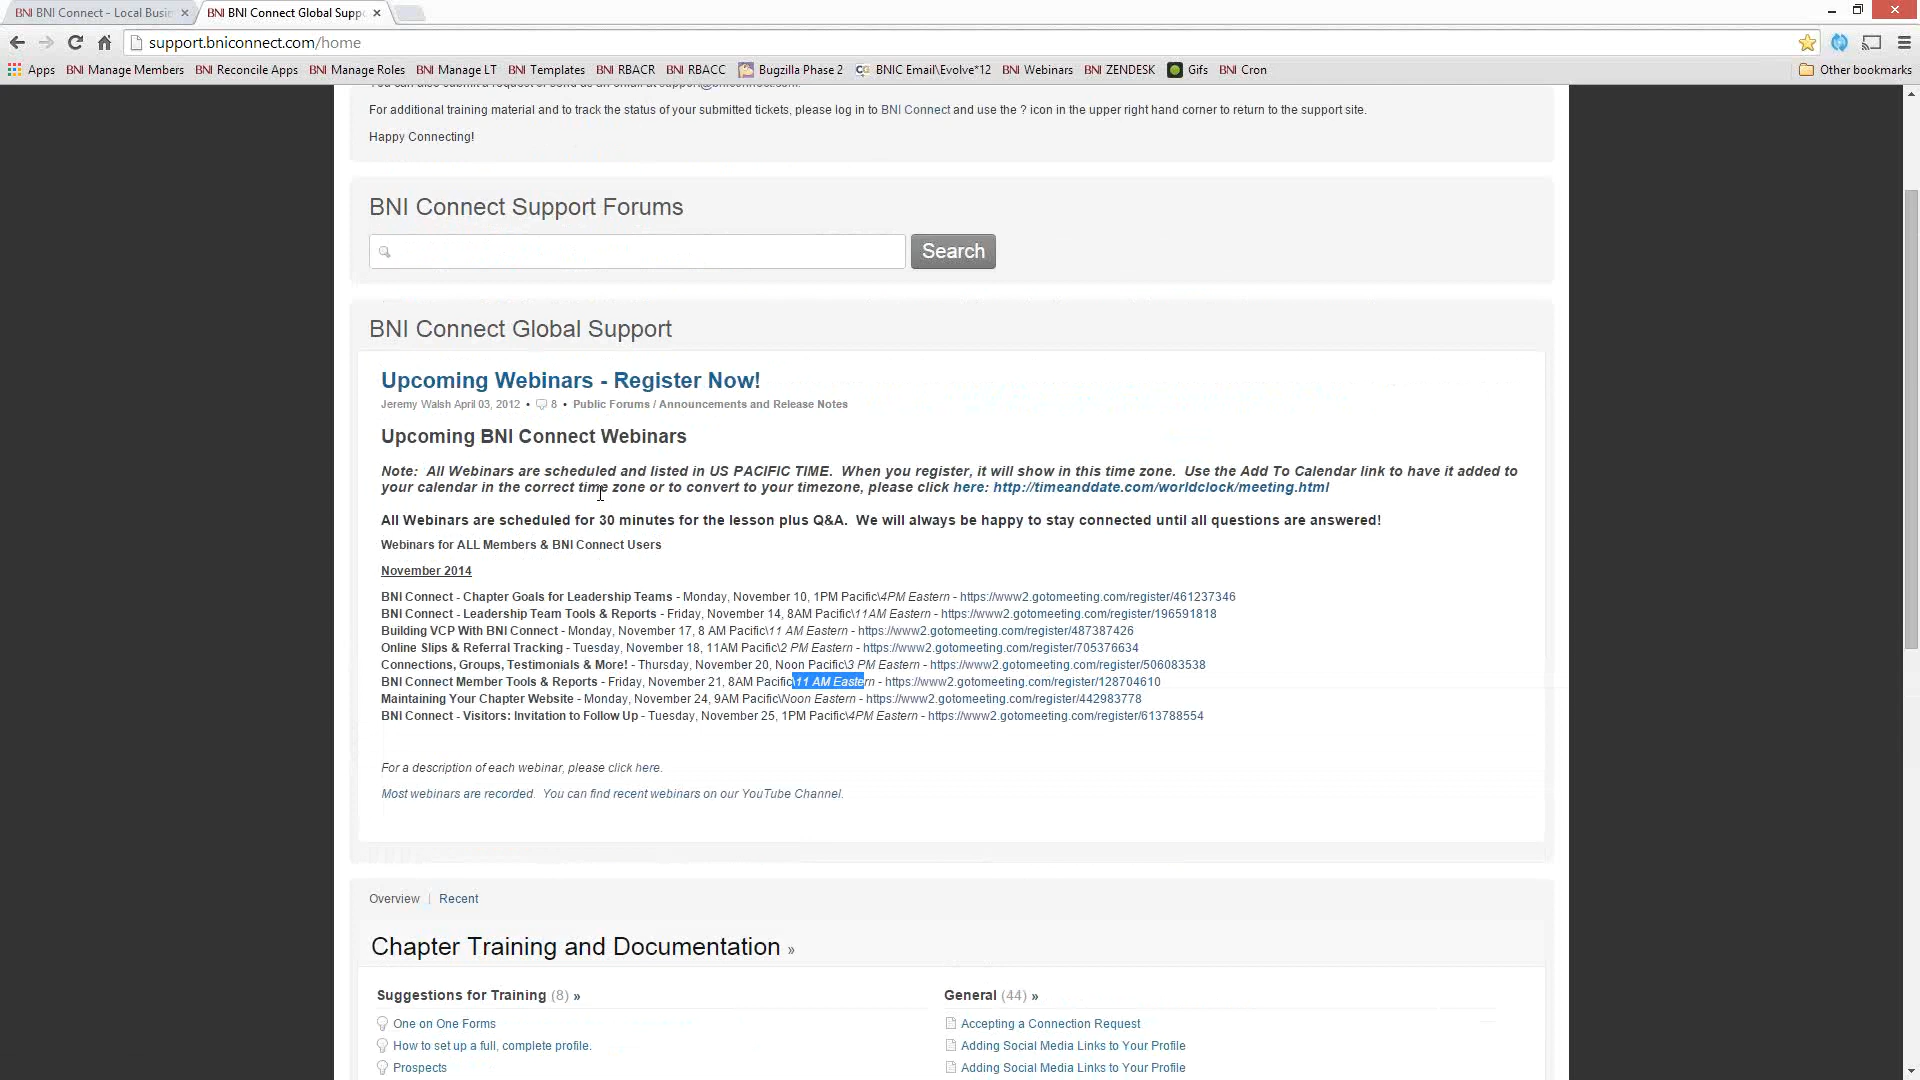 BNI BNI Connect - Local Busin
BNI BNI Connect Global Suppo
support.bniconnect.com/home
Apps BNI Manage Members BNI Reconcile Apps BNI Manage Roles BNI Manage LT BNI Templates BNI RBACR BNI RBACC Bugzilla Phase 2 BNIC Email\Evolve*12 BNI Webinars BNI ZENDESK Gifs BNI Cron Other bookmarks
For additional training material and to track the status of your submitted tickets, please log in to BNI Connect and use the ? icon in the upper right hand corner to return to the support site.
Happy Connecting!
BNI Connect Support Forums
Search
BNI Connect Global Support
Upcoming Webinars - Register Now!
Jeremy Walsh April 03, 2012 • 8 • Public Forums / Announcements and Release Notes
Upcoming BNI Connect Webinars
Note: All Webinars are scheduled and listed in US PACIFIC TIME. When you register, it will show in this time zone. Use the Add To Calendar link to have it added to
your calendar in the correct time zone or to convert to your timezone, please click here: http://timeanddate.com/worldclock/meeting.html
All Webinars are scheduled for 30 minutes for the lesson plus Q&A. We will always be happy to stay connected until all questions are answered!
Webinars for ALL Members & BNI Connect Users
November 2014
BNI Connect - Chapter Goals for Leadership Teams - Monday, November 10, 1PM Pacific\4PM Eastern - https://www2.gotomeeting.com/register/461237346
BNI Connect - Leadership Team Tools & Reports - Friday, November 14, 8AM Pacific\11AM Eastern - https://www2.gotomeeting.com/register/196591818
Building VCP With BNI Connect - Monday, November 17, 8 AM Pacific\11 AM Eastern - https://www2.gotomeeting.com/register/487387426
Online Slips & Referral Tracking - Tuesday, November 18, 11AM Pacific\2 PM Eastern - https://www2.gotomeeting.com/register/705376634
Connections, Groups, Testimonials & More! - Thursday, November 20, Noon Pacific\3 PM Eastern - https://www2.gotomeeting.com/register/506083538
BNI Connect Member Tools & Reports - Friday, November 21, 8AM Pacific\11 AM Eastern - https://www2.gotomeeting.com/register/128704610
Maintaining Your Chapter Website - Monday, November 24, 9AM Pacific\Noon Eastern - https://www2.gotomeeting.com/register/442983778
BNI Connect - Visitors: Invitation to Follow Up - Tuesday, November 25, 1PM Pacific\4PM Eastern - https://www2.gotomeeting.com/register/613788554
For a description of each webinar, please click here.
Most webinars are recorded. You can find recent webinars on our YouTube Channel.
Overview | Recent
Chapter Training and Documentation »
Suggestions for Training (8) »
One on One Forms
How to set up a full, complete profile.
Prospects
General (44) »
Accepting a Connection Request
Adding Social Media Links to Your Profile
Adding Social Media Links to Your Profile